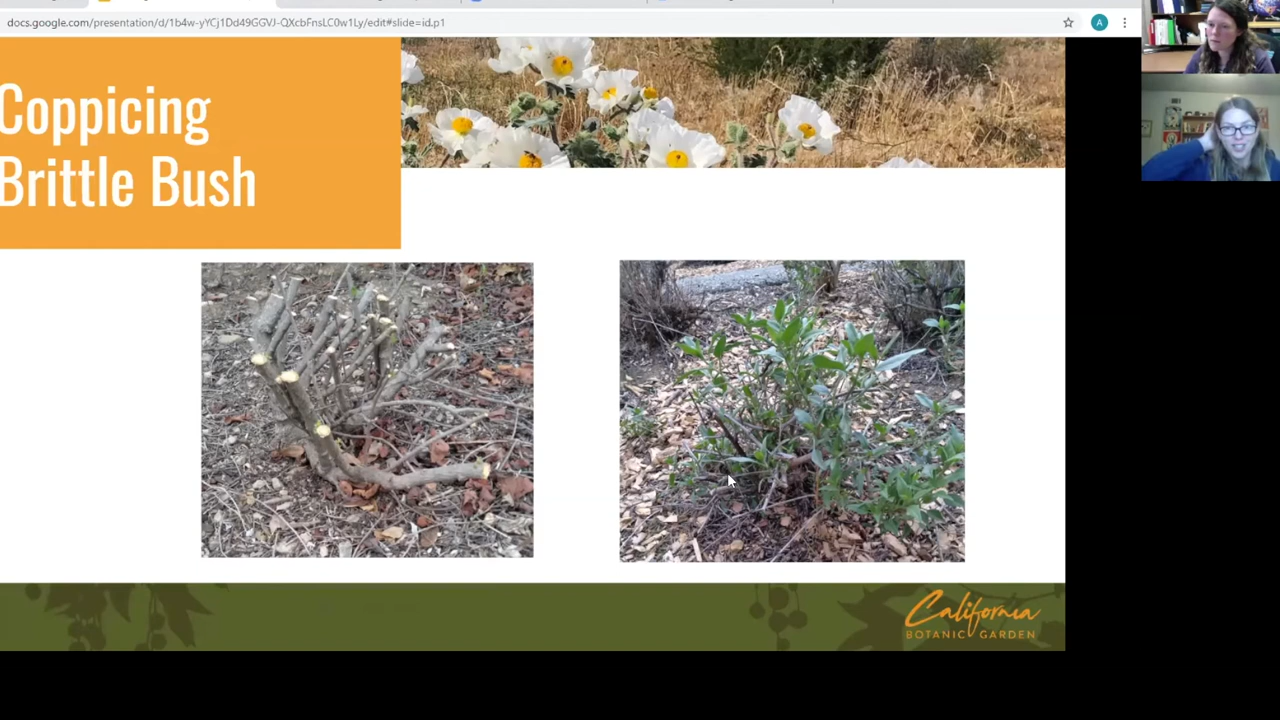 docs.google.com/presentation/d/1b4w-yYCj1Dd49GGVJ-QXcbFnsLC0w1Ly/edit#slide=id.p1
A
Coppicing
Brittle Bush
California
BOTANIC GARDEN